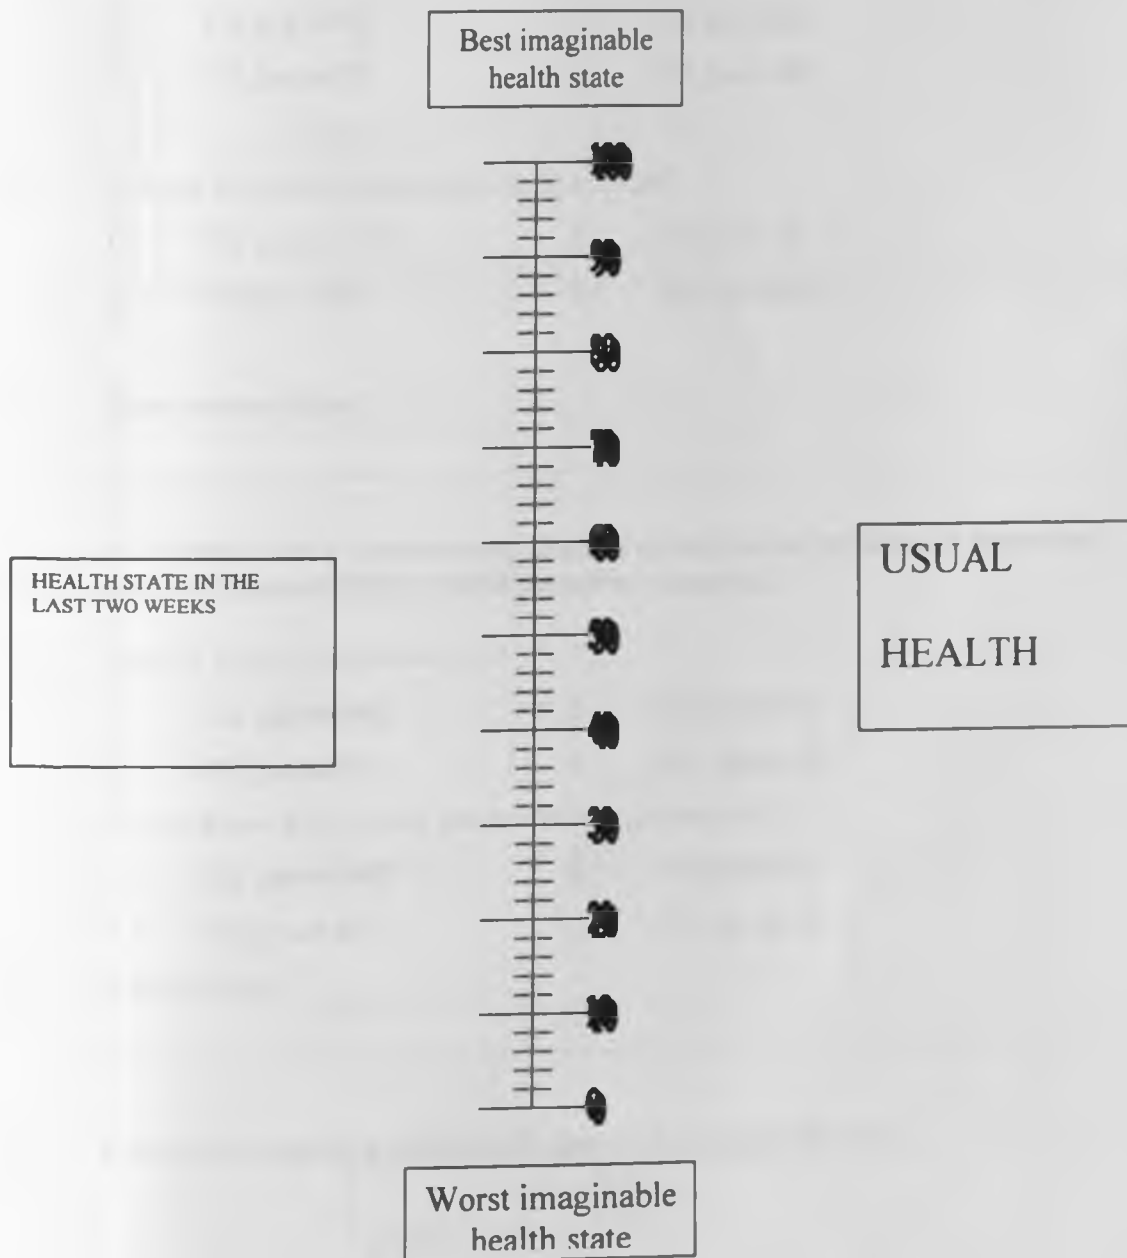 Best imaginable
health state
100
90
80
70
60
50
40
30
20
10
0
HEALTH STATE IN THE
LAST TWO WEEKS
USUAL
HEALTH
Worst imaginable
health state